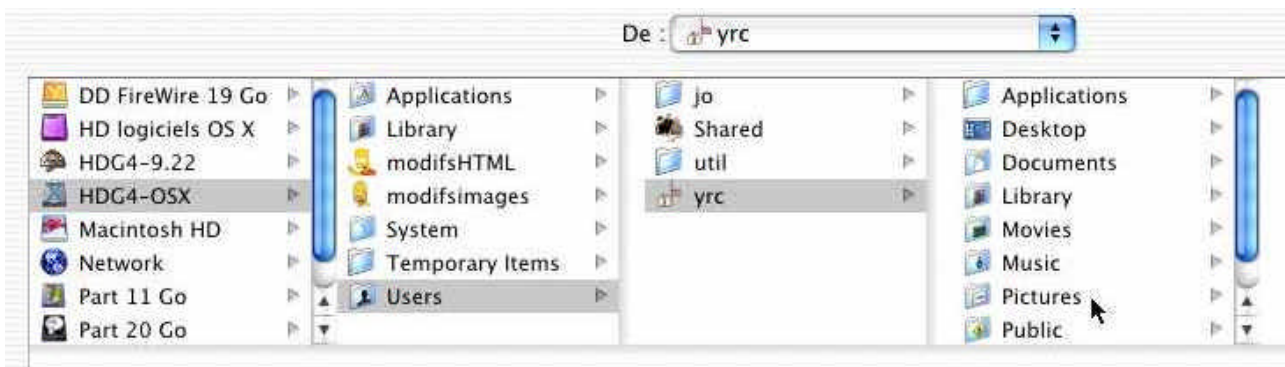 De : yrc
DD FireWire 19 Go
HD logiciels OS X
HDG4-9.22
HDG4-OSX
Macintosh HD
Network
Part 11 Go
Part 20 Go
Applications
Library
modifsHTML
modifsimages
System
Temporary Items
Users
jo
Shared
util
yrc
Applications
Desktop
Documents
Library
Movies
Music
Pictures
Public